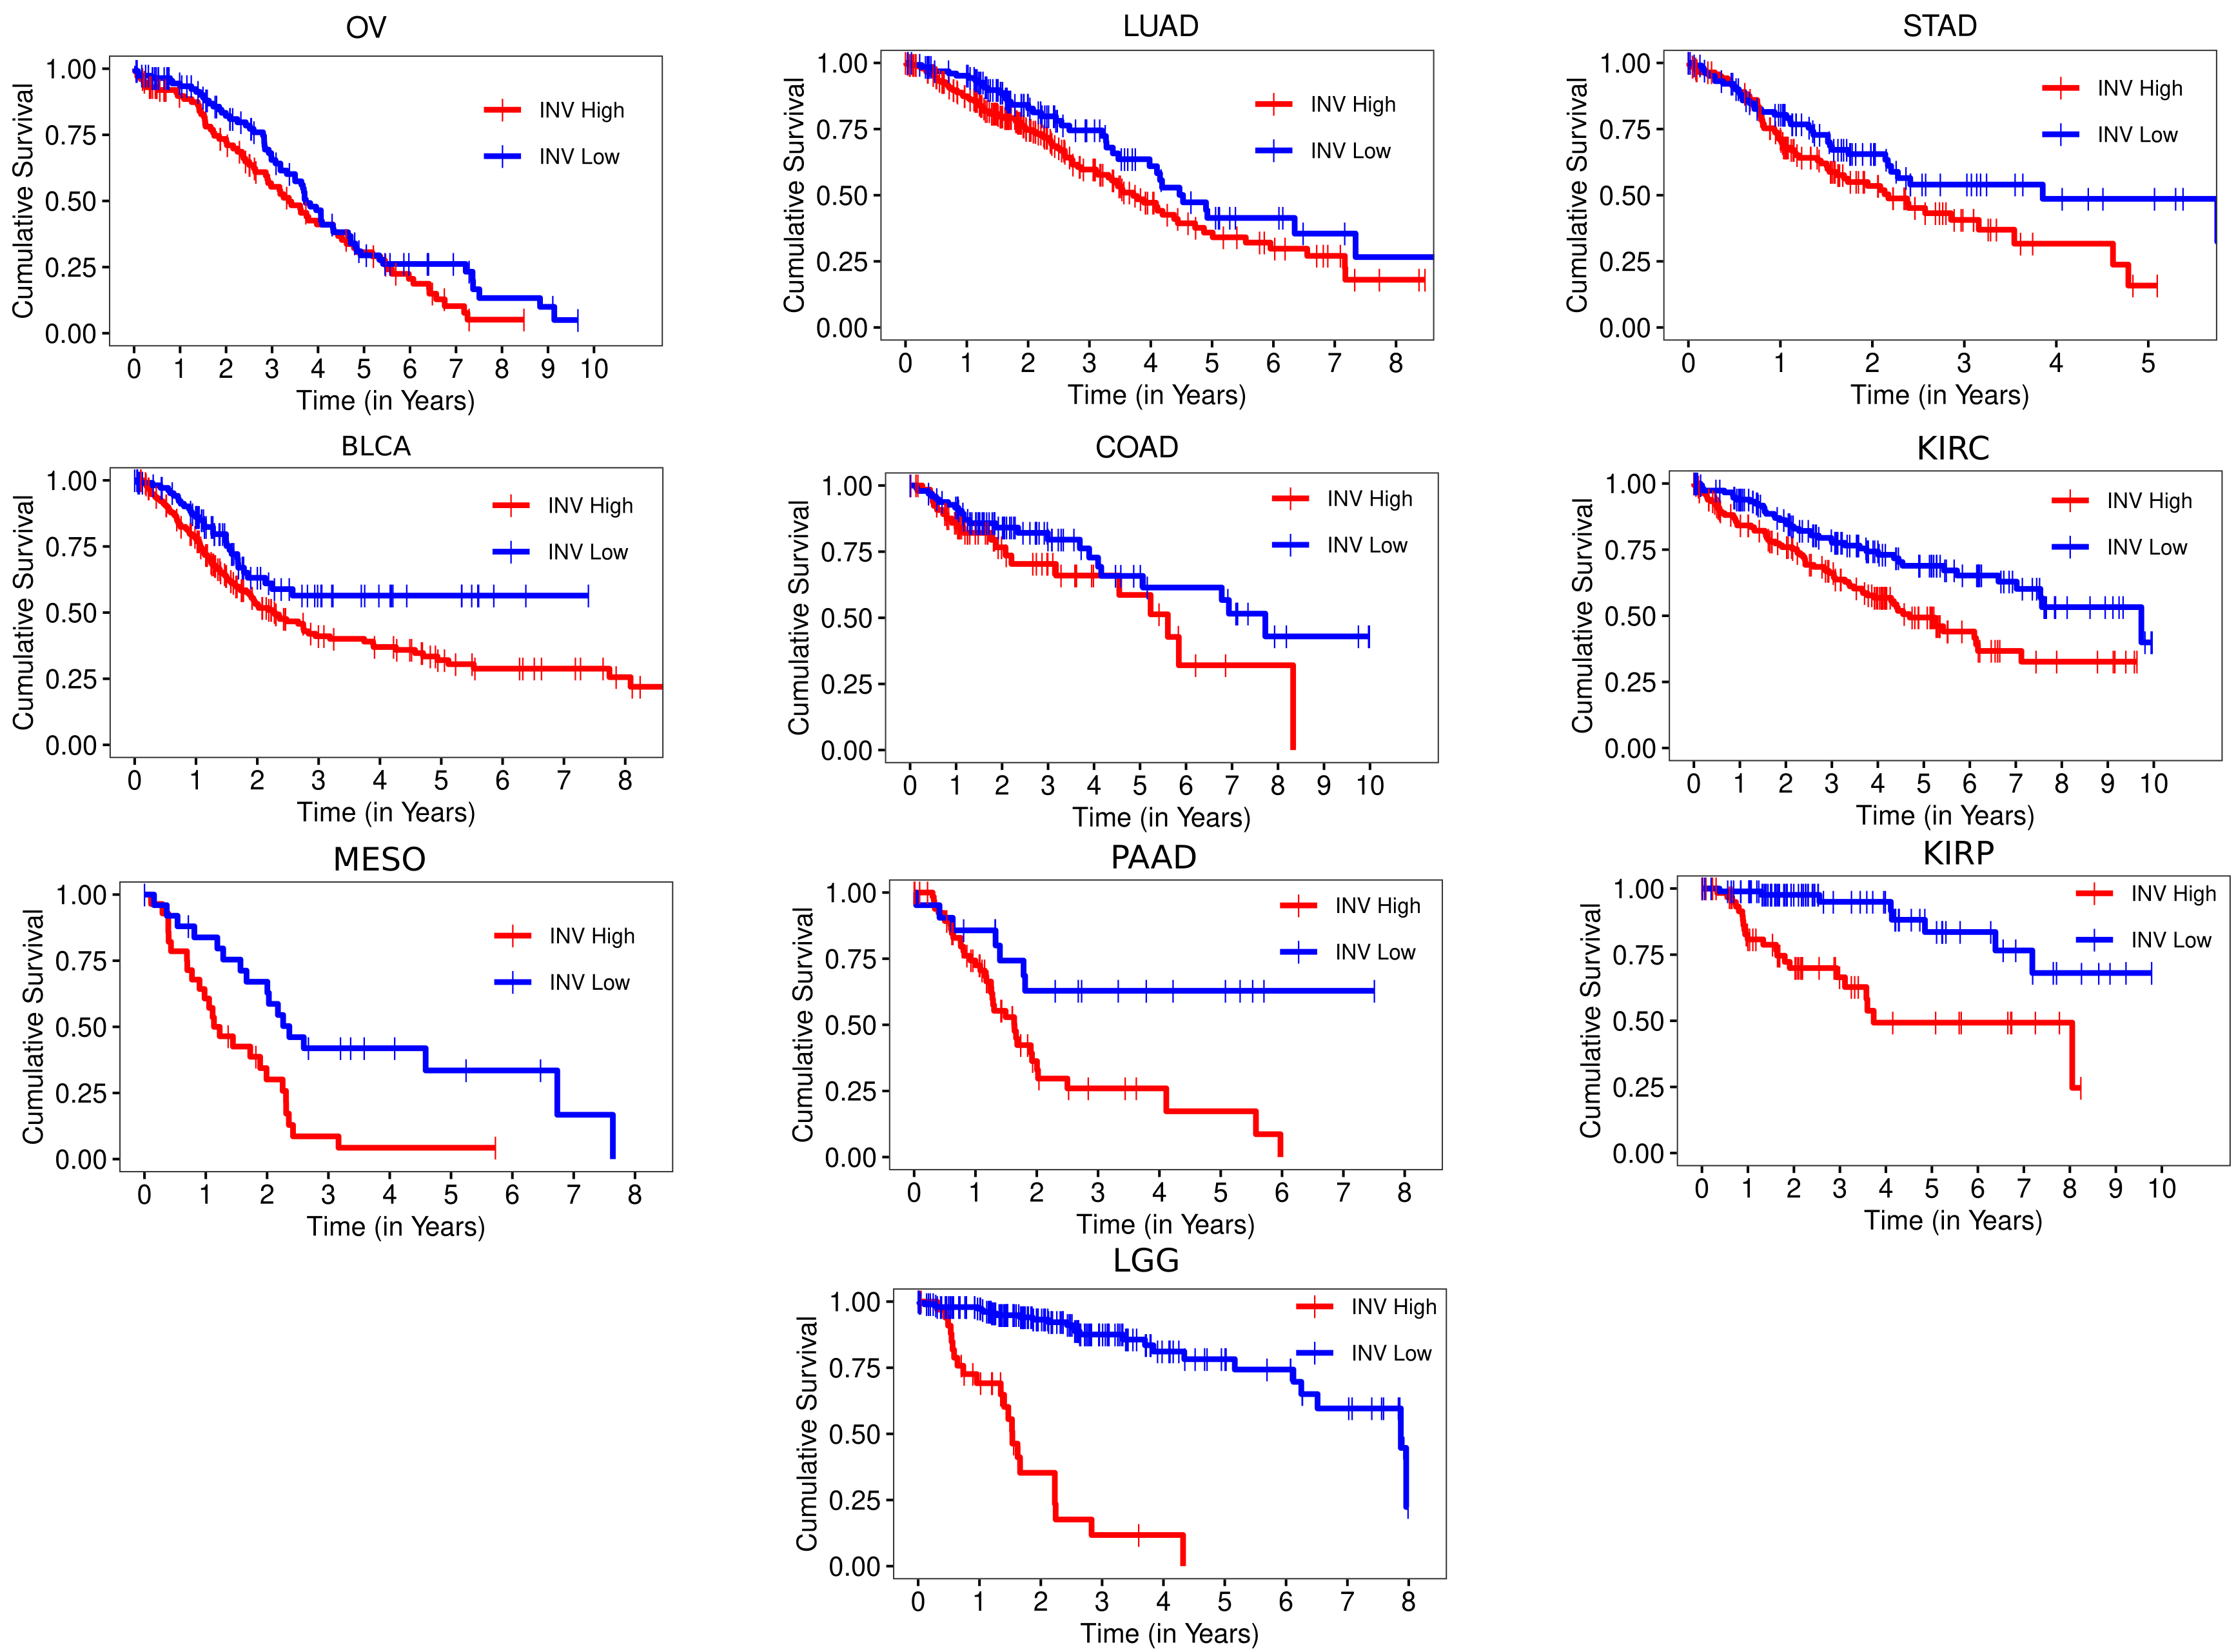 OV
Cumulative Survival
1.00
0.75
0.50
0.25
0.00
INV High
INV Low
0 1 2 3 4 5 6 7 8 9 10
Time (in Years)
LUAD
Cumulative Survival
1.00
0.75
0.50
0.25
0.00
INV High
INV Low
0 1 2 3 4 5 6 7 8
Time (in Years)
STAD
Cumulative Survival
1.00
0.75
0.50
0.25
0.00
INV High
INV Low
0 1 2 3 4 5
Time (in Years)
BLCA
Cumulative Survival
1.00
0.75
0.50
0.25
0.00
INV High
INV Low
0 1 2 3 4 5 6 7 8
Time (in Years)
COAD
Cumulative Survival
1.00
0.75
0.50
0.25
0.00
INV High
INV Low
0 1 2 3 4 5 6 7 8 9 10
Time (in Years)
KIRC
Cumulative Survival
1.00
0.75
0.50
0.25
0.00
INV High
INV Low
0 1 2 3 4 5 6 7 8 9 10
Time (in Years)
MESO
Cumulative Survival
1.00
0.75
0.50
0.25
0.00
INV High
INV Low
0 1 2 3 4 5 6 7 8
Time (in Years)
PAAD
Cumulative Survival
1.00
0.75
0.50
0.25
0.00
INV High
INV Low
0 1 2 3 4 5 6 7 8
Time (in Years)
KIRP
Cumulative Survival
1.00
0.75
0.50
0.25
0.00
INV High
INV Low
0 1 2 3 4 5 6 7 8 9 10
Time (in Years)
LGG
Cumulative Survival
1.00
0.75
0.50
0.25
0.00
INV High
INV Low
0 1 2 3 4 5 6 7 8
Time (in Years)